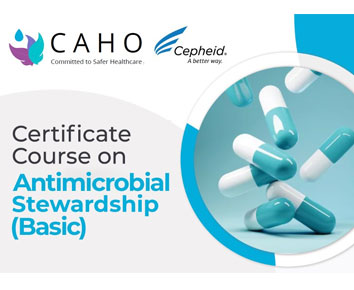 CAHO
Committed to Safer Healthcare
Cepheid®
A better way.
Certificate
Course on
Antimicrobial
Stewardship
(Basic)